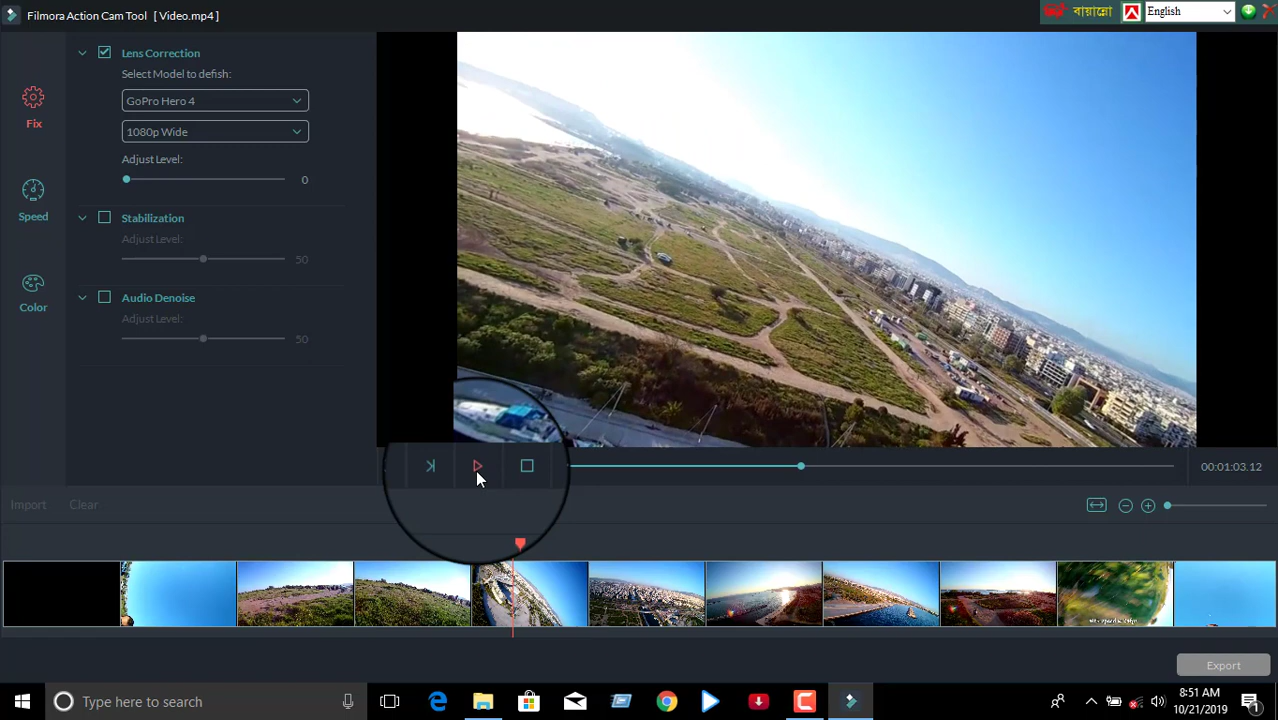 Filmora Action Cam Tool [ Video.mp4 ]
বায়ান্নো
English
Lens Correction
Select Model to defish:
GoPro Hero 4
1080p Wide
Adjust Level:
0
Fix
Speed
Stabilization
Adjust Level:
50
Color
Audio Denoise
Adjust Level:
50
00:01:03.12
Import
Clear
Export
Type here to search
8:51 AM
10/21/2019
1